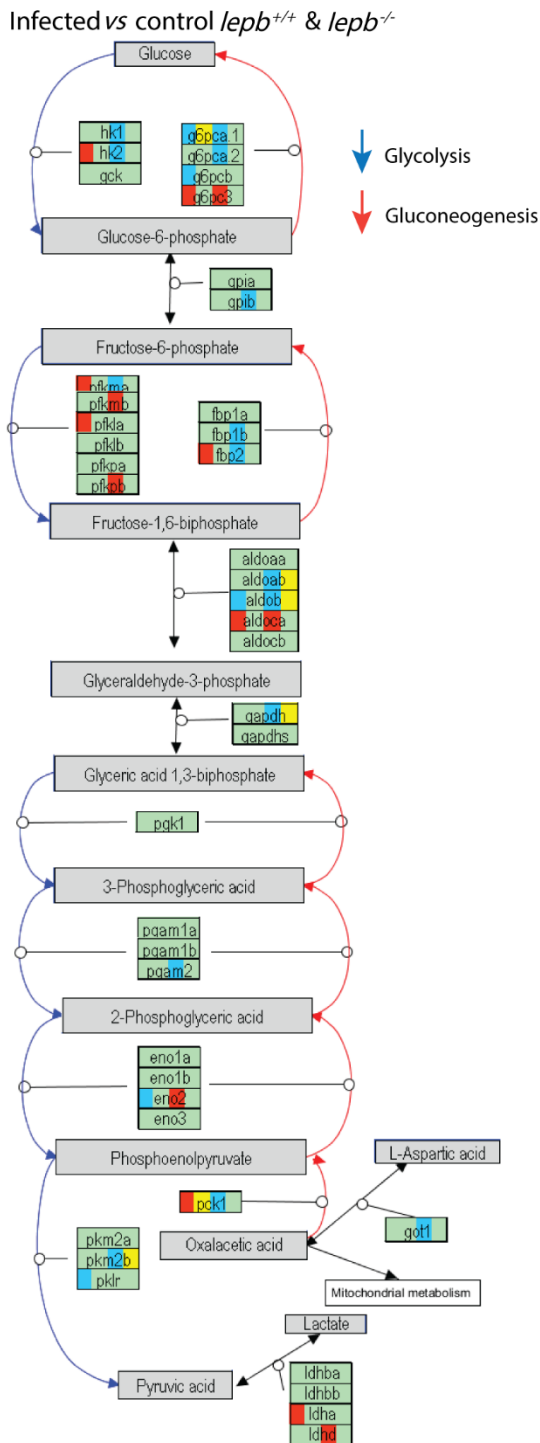 Infected vs control lepb+/+ & lepb-/-
Glucose
hk1
hk2
gck
g6pca.1
g6pca.2
g6pcb
g6pc3
Glycolysis
Gluconeogenesis
Glucose-6-phosphate
gpia
gpib
Fructose-6-phosphate
pfkma
pfkmb
pfkla
pfklb
pfkpa
pfkpb
fbp1a
fbp1b
fbp2
Fructose-1,6-biphosphate
aldoaa
aldoab
aldob
aldoca
aldocb
Glyceraldehyde-3-phosphate
gapdh
gapdhs
Glyceric acid 1,3-biphosphate
pgk1
3-Phosphoglyceric acid
pgam1a
pgam1b
pgam2
2-Phosphoglyceric acid
eno1a
eno1b
eno2
eno3
Phosphoenolpyruvate
L-Aspartic acid
pck1
got1
Oxalacetic acid
pkm2a
pkm2b
pklr
Mitochondrial metabolism
Lactate
Pyruvic acid
ldhba
ldhbb
ldha
ldhd